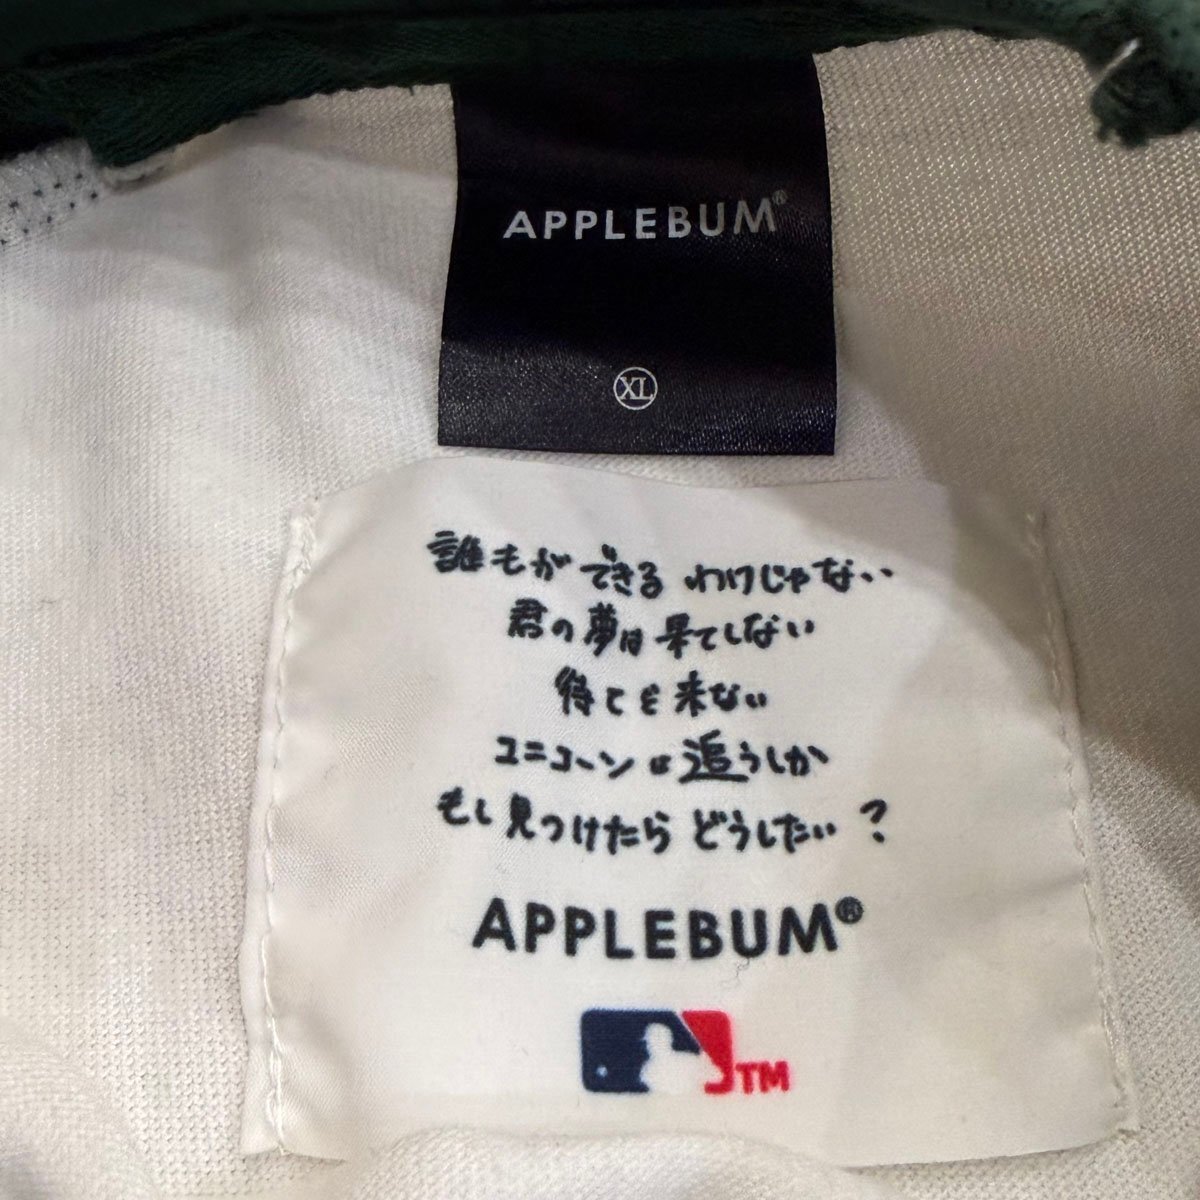 APPLEBUM®
XL
誰もができるわけじゃない
君の夢は果てしない
待てど来ない
ユニコーンは追うしか
もし見つけたらどうしたい?
APPLEBUM®
TM